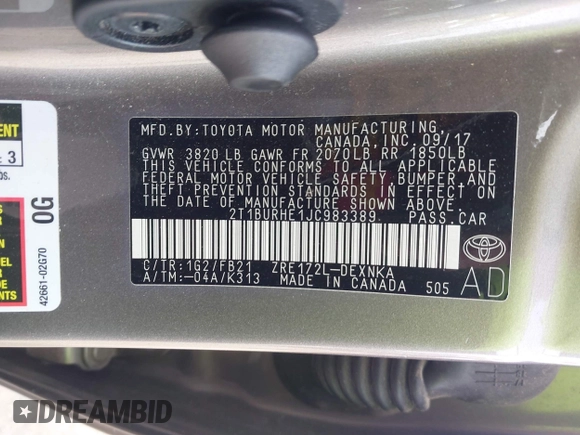 MFD. BY: TOYOTA MOTOR MANUFACTURING,
CANADA, INC. 09/17
GVWR 3820 LB GAWR FR 2070LB RR 1850LB
THIS VEHICLE CONFORMS TO ALL APPLICABLE
FEDERAL MOTOR VEHICLE SAFETY, BUMPER, AND
THEFT PREVENTION STANDARDS IN EFFECT ON
THE DATE OF MANUFACTURE SHOWN ABOVE.
2T1BURHE1JC983389. PASS.CAR
C/TR:1G2/FB21 ZRE172L-DEXNKA
A/TM:-04A/K313 MADE IN CANADA 505
AD
: 3
0G
42661-02G70
DREAMBID